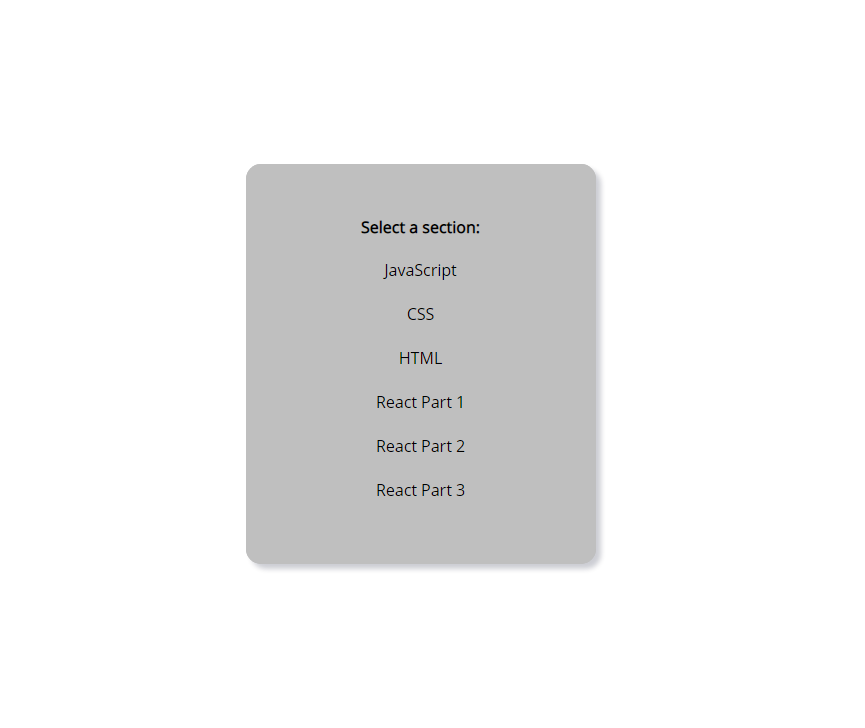 Select a section:
JavaScript
CSS
HTML
React Part 1
React Part 2
React Part 3